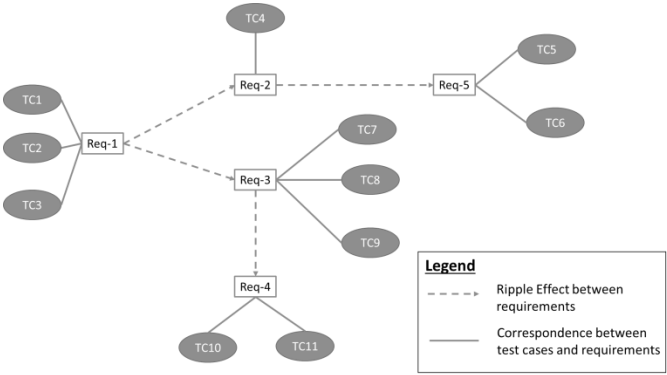 TC4
TC5
TC1
Req-2
Req-5
TC6
TC7
TC2
Req-1
Req-3
TC8
TC3
TC9
Legend
Req-4
Ripple Effect between
requirements
Correspondence between
test cases and requirements
TC10
TC11